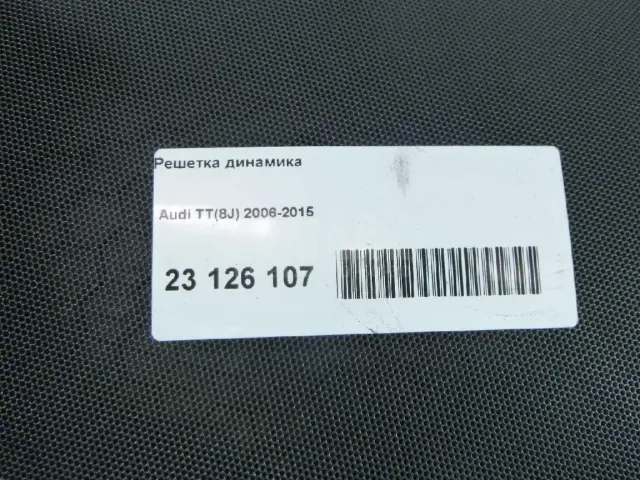 Решетка динамика
Audi TT(8J) 2006-2015
23 126 107